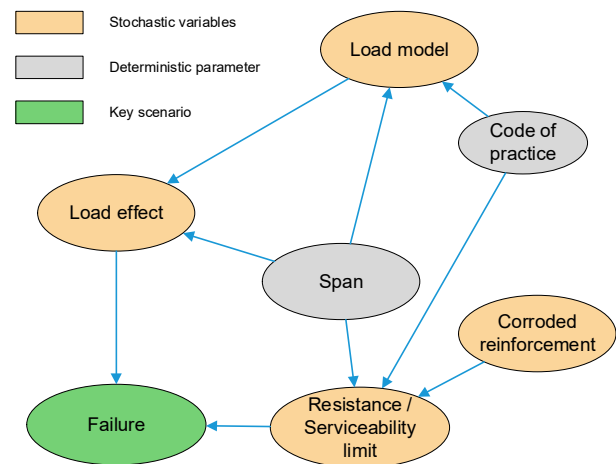 Stochastic variables
Deterministic parameter
Key scenario
Load model
Code of
practice
Load effect
Span
Corroded
reinforcement
Failure
Resistance /
Serviceability
limit